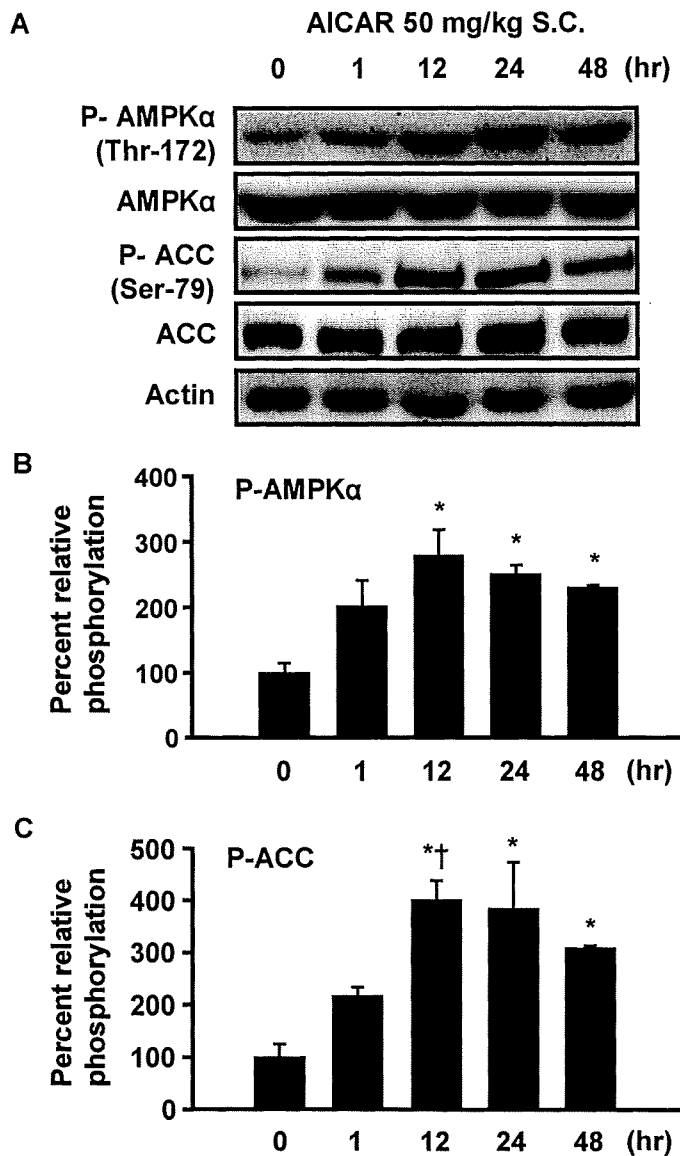 A
AICAR 50 mg/kg S.C.
0 1 12 24 48 (hr)
P- AMPKα
(Thr-172)
AMPKα
P- ACC
(Ser-79)
ACC
Actin
B
P-AMPKα
Percent relative
phosphorylation
400
300
200
100
0
* * *
0 1 12 24 48 (hr)
C
P-ACC
Percent relative
phosphorylation
500
400
300
200
100
0
*† * *
0 1 12 24 48 (hr)